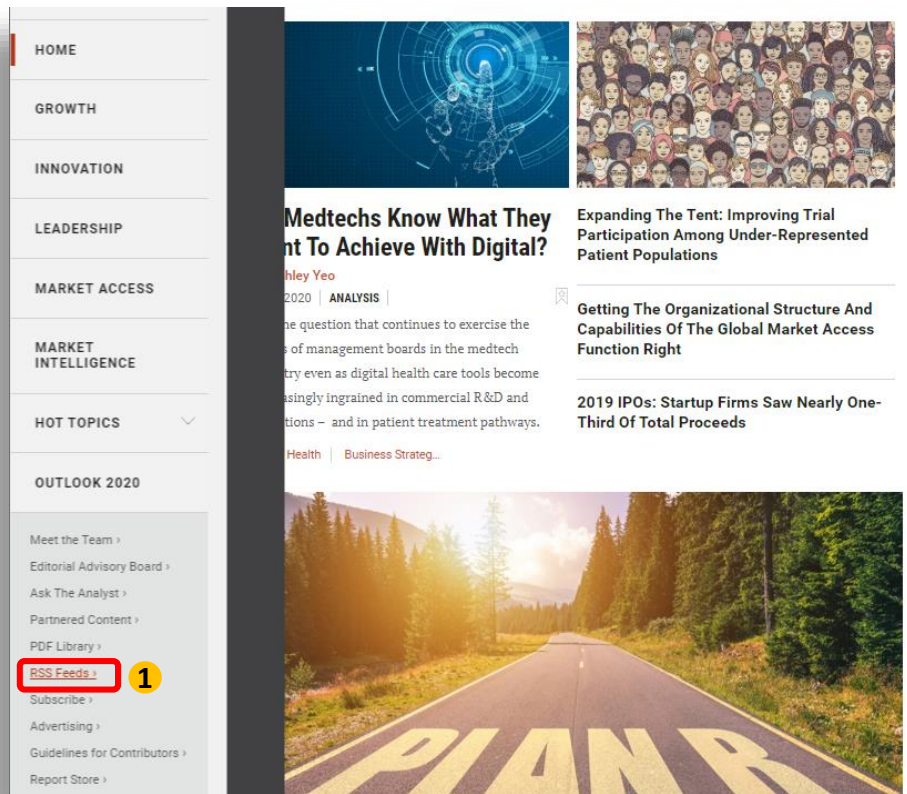 HOME
GROWTH
INNOVATION
LEADERSHIP
MARKET ACCESS
MARKET
INTELLIGENCE
HOT TOPICS
OUTLOOK 2020
Meet the Team ›
Editorial Advisory Board ›
Ask The Analyst ›
Partnered Content ›
PDF Library ›
RSS Feeds ›
1
Subscribe ›
Advertising ›
Guidelines for Contributors ›
Report Store ›
Medtechs Know What They
nt To Achieve With Digital?
hley Yeo
2020 | ANALYSIS |
he question that continues to exercise the
s of management boards in the medtech
try even as digital health care tools become
asingly ingrained in commercial R&D and
tions – and in patient treatment pathways.
Health | Business Strateg...
Expanding The Tent: Improving Trial
Participation Among Under-Represented
Patient Populations
Getting The Organizational Structure And
Capabilities Of The Global Market Access
Function Right
2019 IPOs: Startup Firms Saw Nearly One-
Third Of Total Proceeds
PLAN B